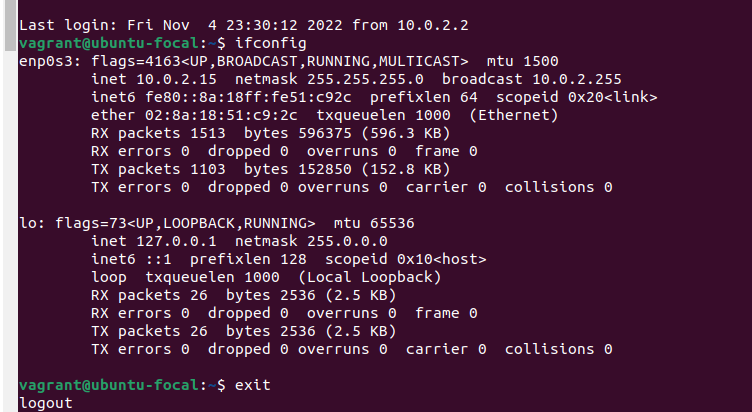 Last login: Fri Nov  4 23:30:12 2022 from 10.0.2.2
vagrant@ubuntu-focal:~$ ifconfig
enp0s3: flags=4163<UP,BROADCAST,RUNNING,MULTICAST>  mtu 1500
        inet 10.0.2.15  netmask 255.255.255.0  broadcast 10.0.2.255
        inet6 fe80::8a:18ff:fe51:c92c  prefixlen 64  scopeid 0x20<link>
        ether 02:8a:18:51:c9:2c  txqueuelen 1000  (Ethernet)
        RX packets 1513  bytes 596375 (596.3 KB)
        RX errors 0  dropped 0  overruns 0  frame 0
        TX packets 1103  bytes 152850 (152.8 KB)
        TX errors 0  dropped 0 overruns 0  carrier 0  collisions 0

lo: flags=73<UP,LOOPBACK,RUNNING>  mtu 65536
        inet 127.0.0.1  netmask 255.0.0.0
        inet6 ::1  prefixlen 128  scopeid 0x10<host>
        loop  txqueuelen 1000  (Local Loopback)
        RX packets 26  bytes 2536 (2.5 KB)
        RX errors 0  dropped 0  overruns 0  frame 0
        TX packets 26  bytes 2536 (2.5 KB)
        TX errors 0  dropped 0 overruns 0  carrier 0  collisions 0

vagrant@ubuntu-focal:~$ exit
logout